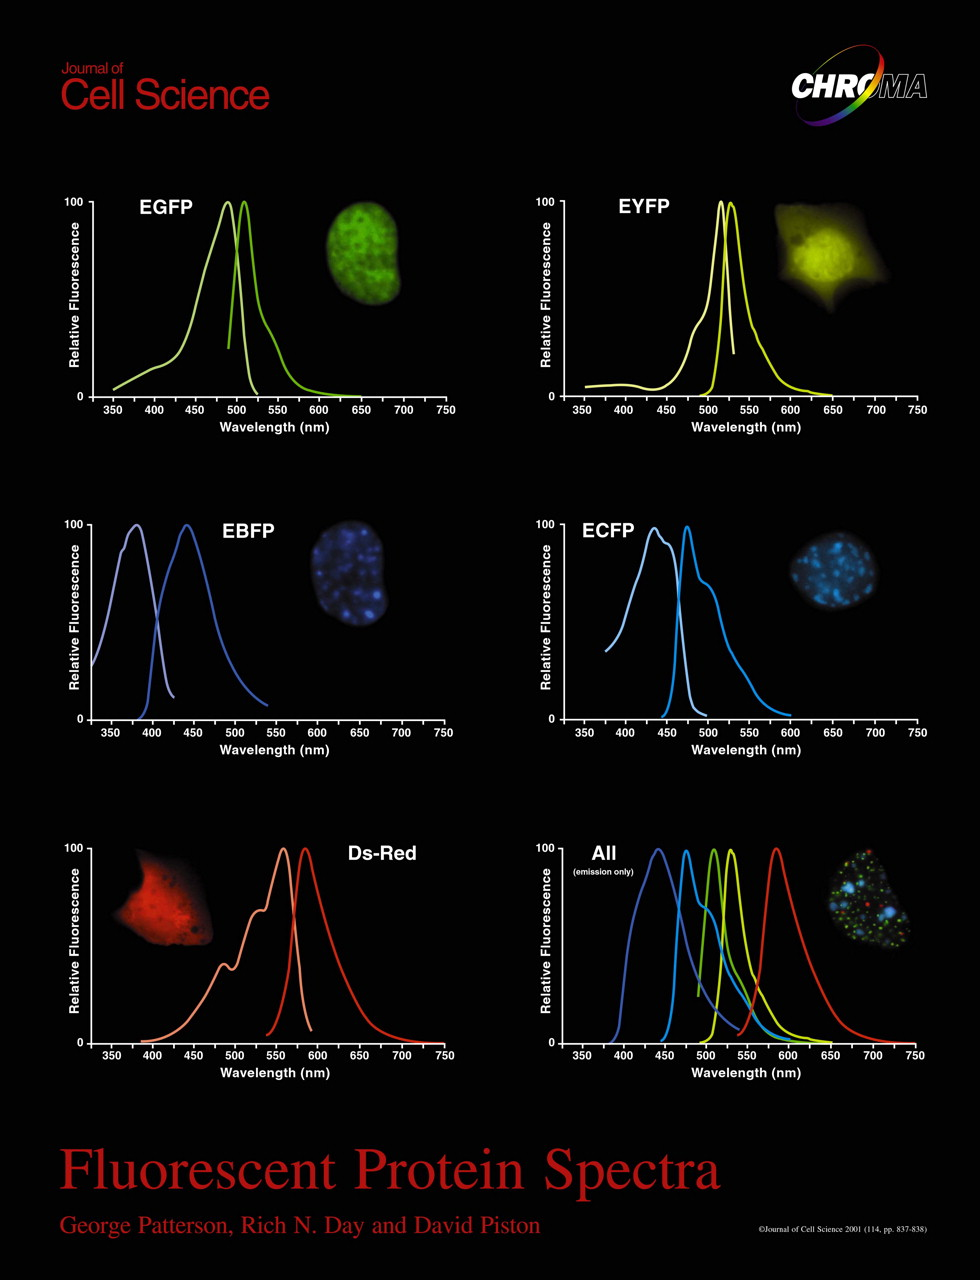 Journal of
Cell Science
CHROMA
EGFP
100
Relative Fluorescence
0
350 400 450 500 550 600 650 700 750
Wavelength (nm)
EYFP
100
Relative Fluorescence
0
350 400 450 500 550 600 650 700 750
Wavelength (nm)
EBFP
100
Relative Fluorescence
0
350 400 450 500 550 600 650 700 750
Wavelength (nm)
ECFP
100
Relative Fluorescence
0
350 400 450 500 550 600 650 700 750
Wavelength (nm)
Ds-Red
100
Relative Fluorescence
0
350 400 450 500 550 600 650 700 750
Wavelength (nm)
All
(emission only)
100
Relative Fluorescence
0
350 400 450 500 550 600 650 700 750
Wavelength (nm)
Fluorescent Protein Spectra
George Patterson, Rich N. Day and David Piston
©Journal of Cell Science 2001 (114, pp. 837-838)